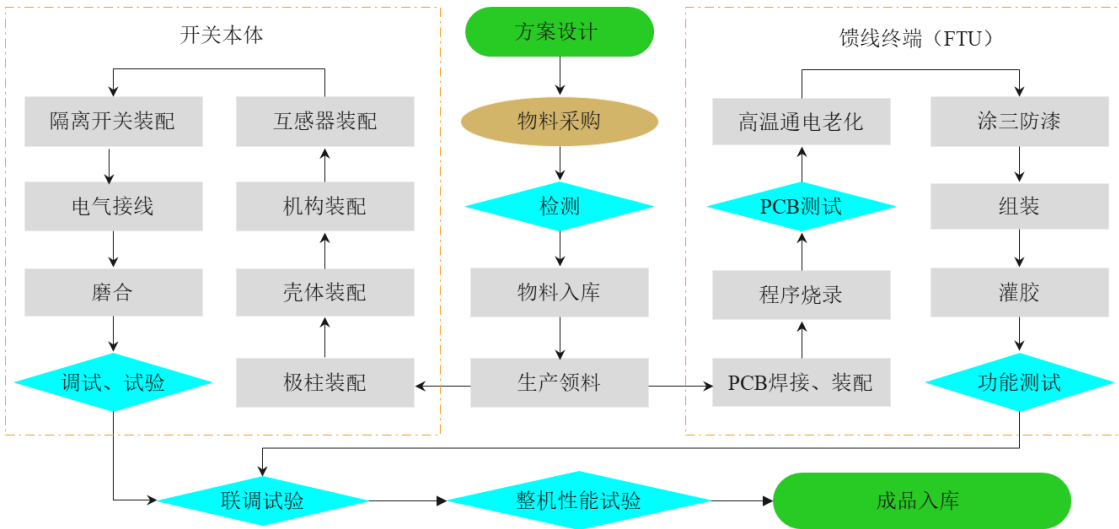 开关本体
方案设计
馈线终端（FTU）
隔离开关装配
互感器装配
物料采购
高温通电老化
涂三防漆
电气接线
机构装配
检测
PCB测试
组装
磨合
壳体装配
物料入库
程序烧录
灌胶
调试、试验
极柱装配
生产领料
PCB焊接、装配
功能测试
联调试验
整机性能试验
成品入库